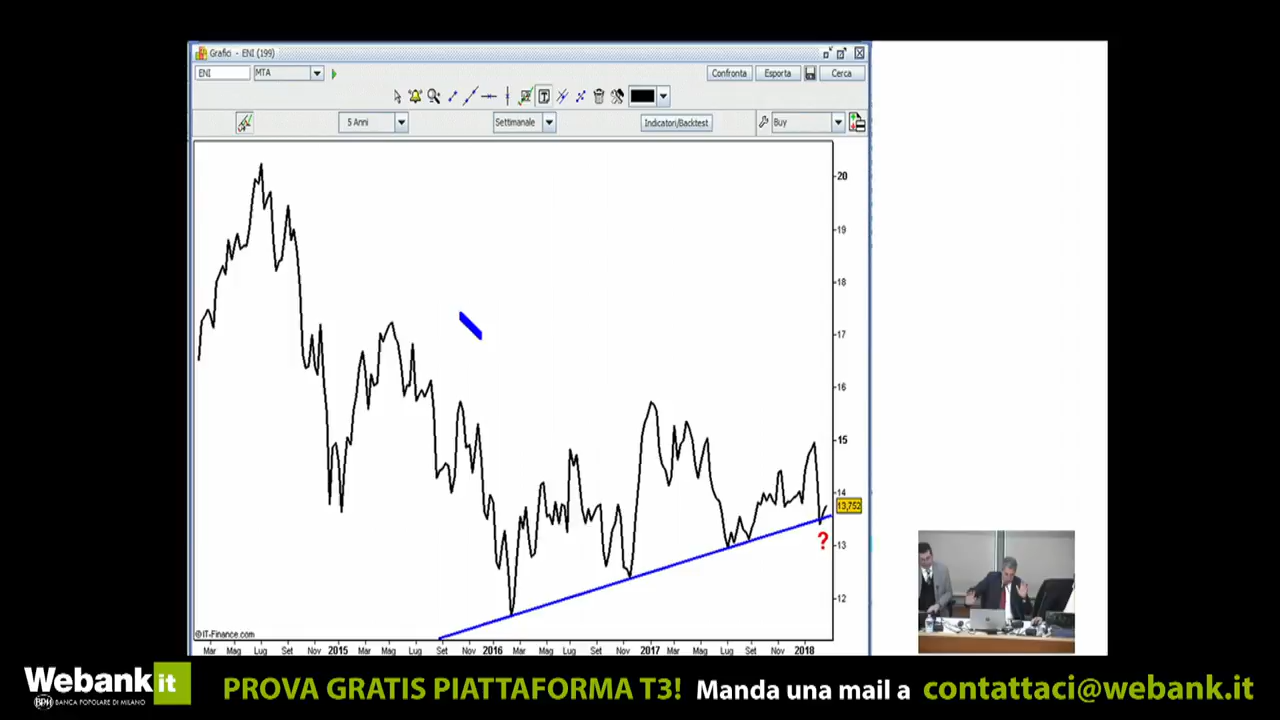 Grafici - ENI (199)
ENI
MTA
Confronta
Esporta
Cerca
5 Anni
Settimanale
Indicatori/Backtest
Buy
20
19
18
17
16
15
14
13,752
13
12
?
©IT-Finance.com
Mar Mag Lug Set Nov 2015 Mar Mag Lug Set Nov 2016 Mar Mag Lug Set Nov 2017 Mar Mag Lug Set Nov 2018
Webank.it
BPM BANCA POPOLARE DI MILANO
PROVA GRATIS PIATTAFORMA T3! Manda una mail a contattaci@webank.it